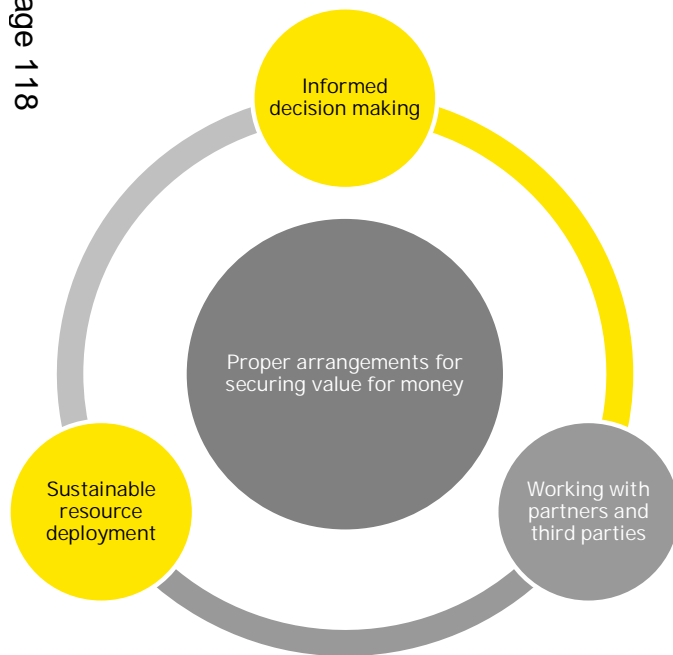 age 118
Informed
decision making
Proper arrangements for
securing value for money
Sustainable
resource
deployment
Working with
partners and
third parties